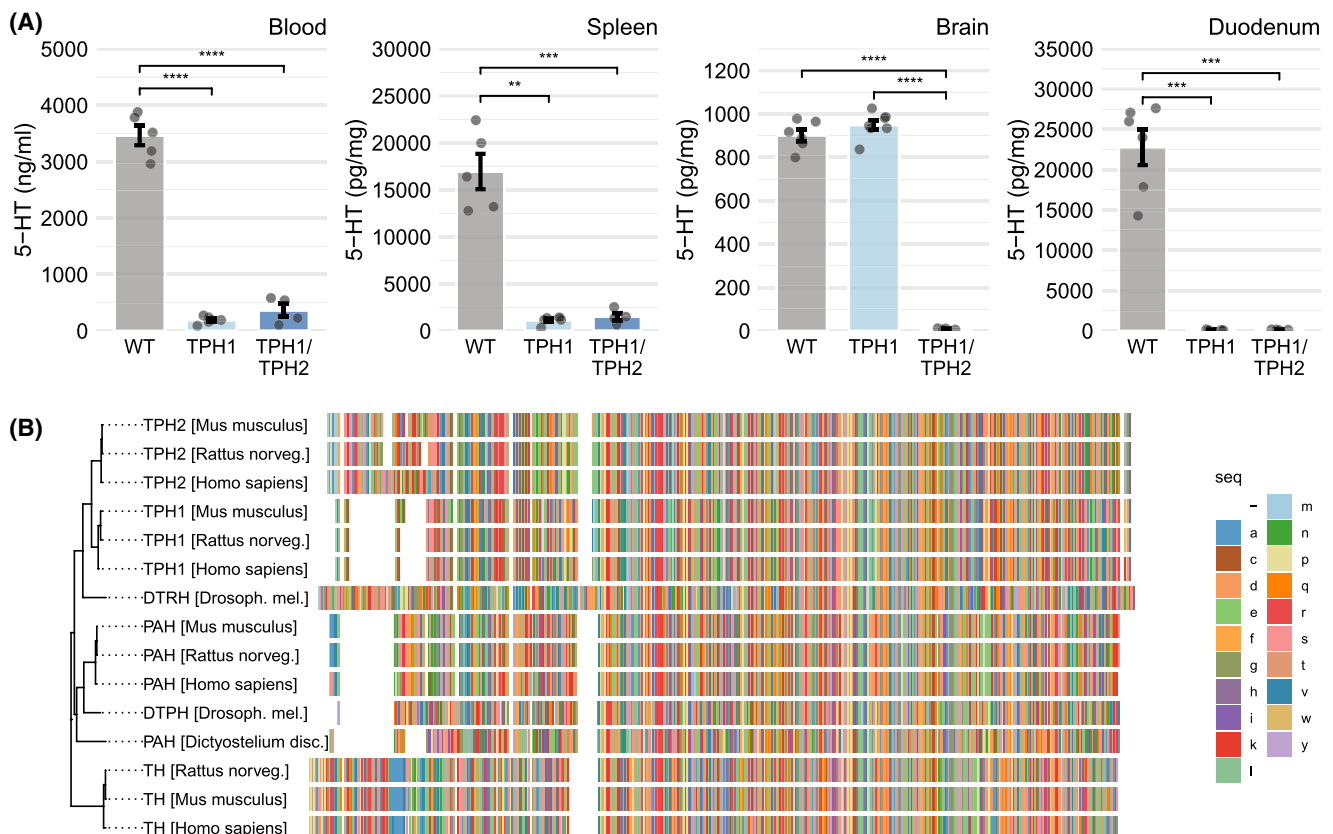 (A)
Blood
5−HT (ng/ml)
5000
4000
3000
2000
1000
0
****
****
WT
TPH1
TPH1/
TPH2
Spleen
5−HT (pg/mg)
30000
25000
20000
15000
10000
5000
0
***
**
WT
TPH1
TPH1/
TPH2
Brain
5−HT (pg/mg)
1200
1000
800
600
400
200
0
****
****
WT
TPH1
TPH1/
TPH2
Duodenum
5−HT (pg/mg)
35000
30000
25000
20000
15000
10000
5000
0
***
***
WT
TPH1
TPH1/
TPH2
(B)
TPH2 [Mus musculus]
TPH2 [Rattus norveg.]
TPH2 [Homo sapiens]
TPH1 [Mus musculus]
TPH1 [Rattus norveg.]
TPH1 [Homo sapiens]
DTRH [Drosoph. mel.]
PAH [Mus musculus]
PAH [Rattus norveg.]
PAH [Homo sapiens]
DTPH [Drosoph. mel.]
PAH [Dictyostelium disc.]
TH [Rattus norveg.]
TH [Mus musculus]
TH [Homo sapiens]
seq
−
a
c
d
e
f
g
h
i
k
l
m
n
p
q
r
s
t
v
w
y